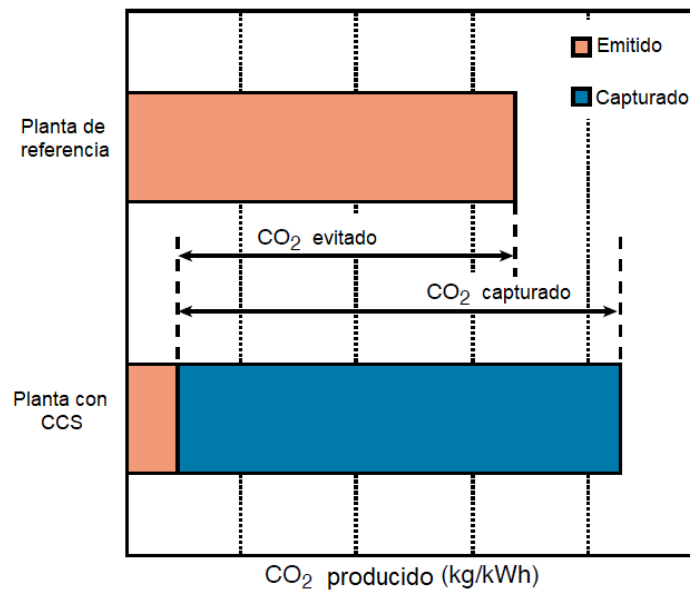 Emitido
Capturado
Planta de
referencia
CO₂ evitado
CO₂ capturado
Planta con
CCS
CO₂ producido (kg/kWh)